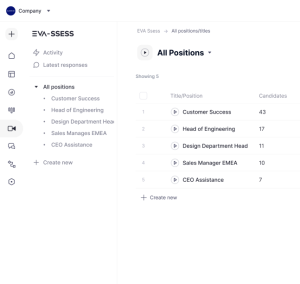 Company
EVA-SSESS
Activity
Latest responses
All positions
Customer Success
Head of Engineering
Design Department Head
Sales Managers EMEA
CEO Assistance
Create new
EVA Ssess
All positions/titles
All Positions
Showing 5
Title/Position Candidates
1 Customer Success 43
2 Head of Engineering 17
3 Design Department Head 11
4 Sales Manager EMEA 10
5 CEO Assistance 7
Create new